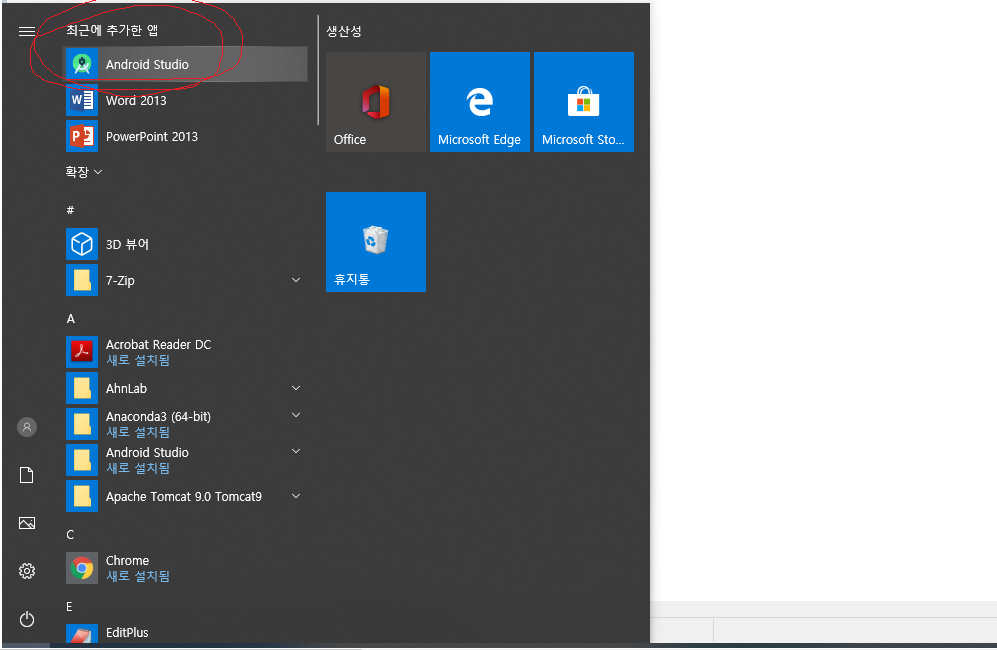 최근에 추가한 앱
Android Studio
Word 2013
PowerPoint 2013
확장
#
3D 뷰어
7-Zip
A
Acrobat Reader DC
새로 설치됨
AhnLab
Anaconda3 (64-bit)
새로 설치됨
Android Studio
새로 설치됨
Apache Tomcat 9.0 Tomcat9
C
Chrome
새로 설치됨
E
EditPlus
생산성
Office
Microsoft Edge
Microsoft Sto...
휴지통